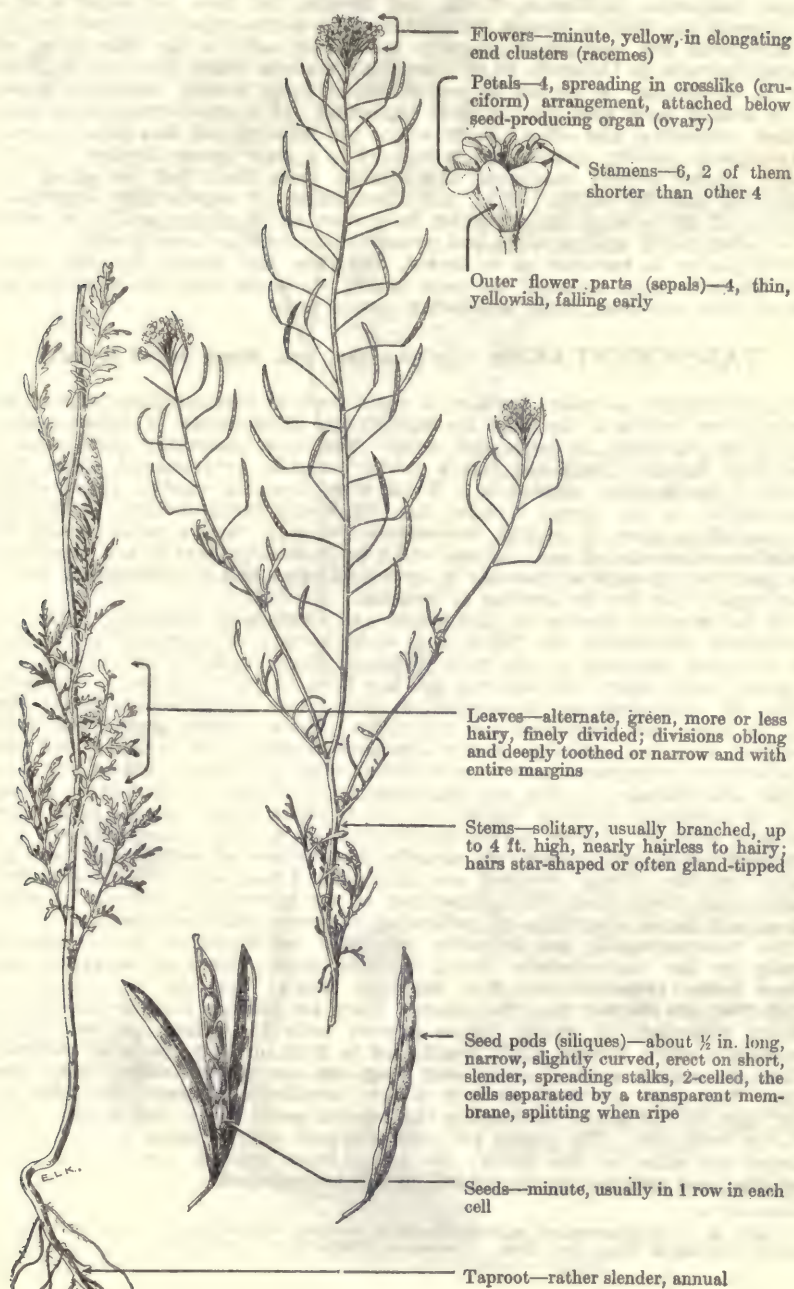 Flowers—minute, yellow, in elongating
end clusters (racemes)
Petals—4, spreading in crosslike (cru-
ciform) arrangement, attached below
seed-producing organ (ovary)
Stamens—6, 2 of them
shorter than other 4
Outer flower parts (sepals)—4, thin,
yellowish, falling early
Leaves—alternate, green, more or less
hairy, finely divided; divisions oblong
and deeply toothed or narrow and with
entire margins
Stems—solitary, usually branched, up
to 4 ft. high, nearly hairless to hairy;
hairs star-shaped or often gland-tipped
Seed pods (siliques)—about ½ in. long,
narrow, slightly curved, erect on short,
slender, spreading stalks, 2-celled, the
cells separated by a transparent mem-
brane, splitting when ripe
E.L.K.
Seeds—minute, usually in 1 row in each
cell
Taproot—rather slender, annual